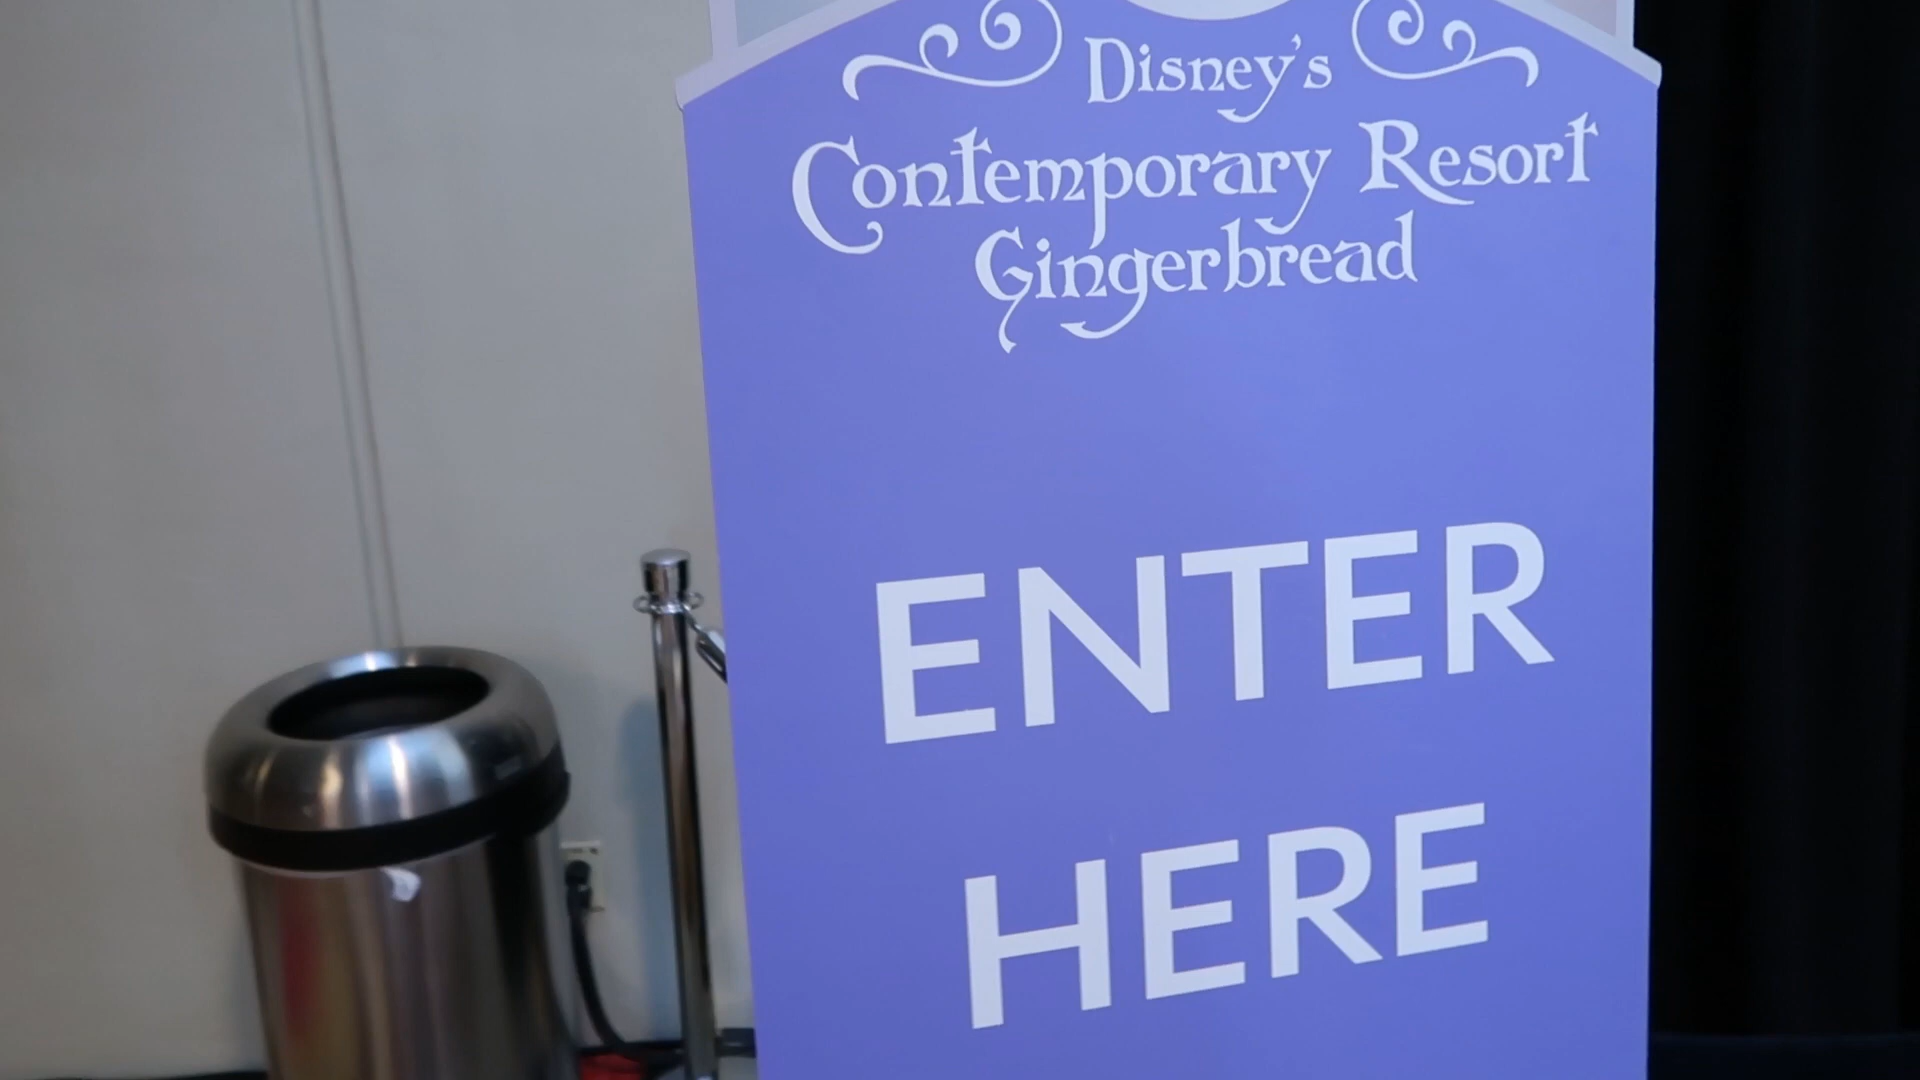 Disney's
Contemporary Resort
Gingerbread
ENTER
HERE